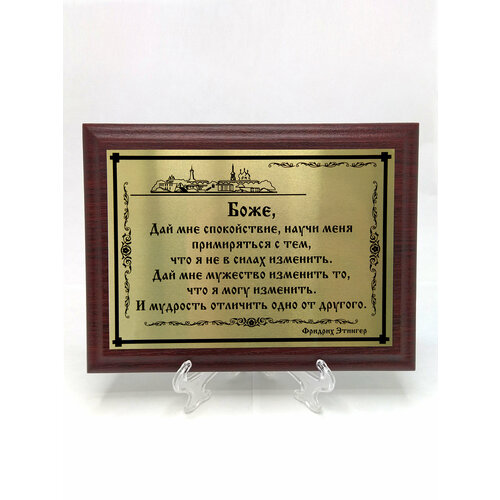 Боже,
Дай мне спокойствие, научи меня
примиряться с тем,
что я не в силах изменить.
Дай мне мужество изменить то,
что я могу изменить.
И мудрость отличить одно от другого.
Фридрих Этингер